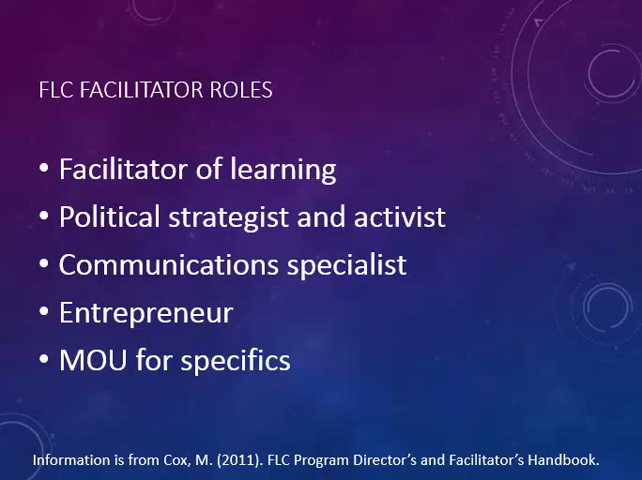 FLC FACILITATOR ROLES
• Facilitator of learning
• Political strategist and activist
• Communications specialist
• Entrepreneur
• MOU for specifics
Information is from Cox, M. (2011). FLC Program Director's and Facilitator's Handbook.